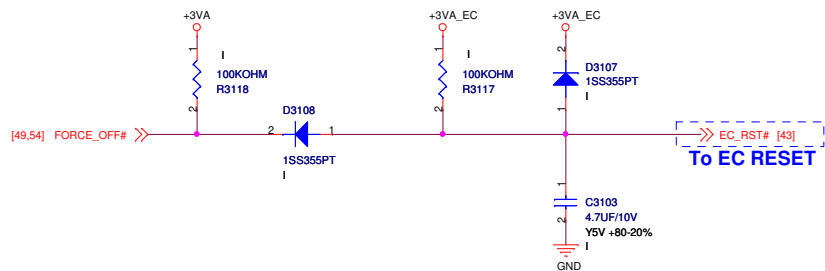 +3VA
+3VA_EC
+3VA_EC
1
I
100KOHM
R3118
2
1
I
100KOHM
R3117
2
2
D3107
1SS355PT
I
1
[49,54] FORCE_OFF#
2
D3108
1
1SS355PT
I
EC_RST# [43]
To EC RESET
1
C3103
4.7UF/10V
2
Y5V +80-20%
I
GND